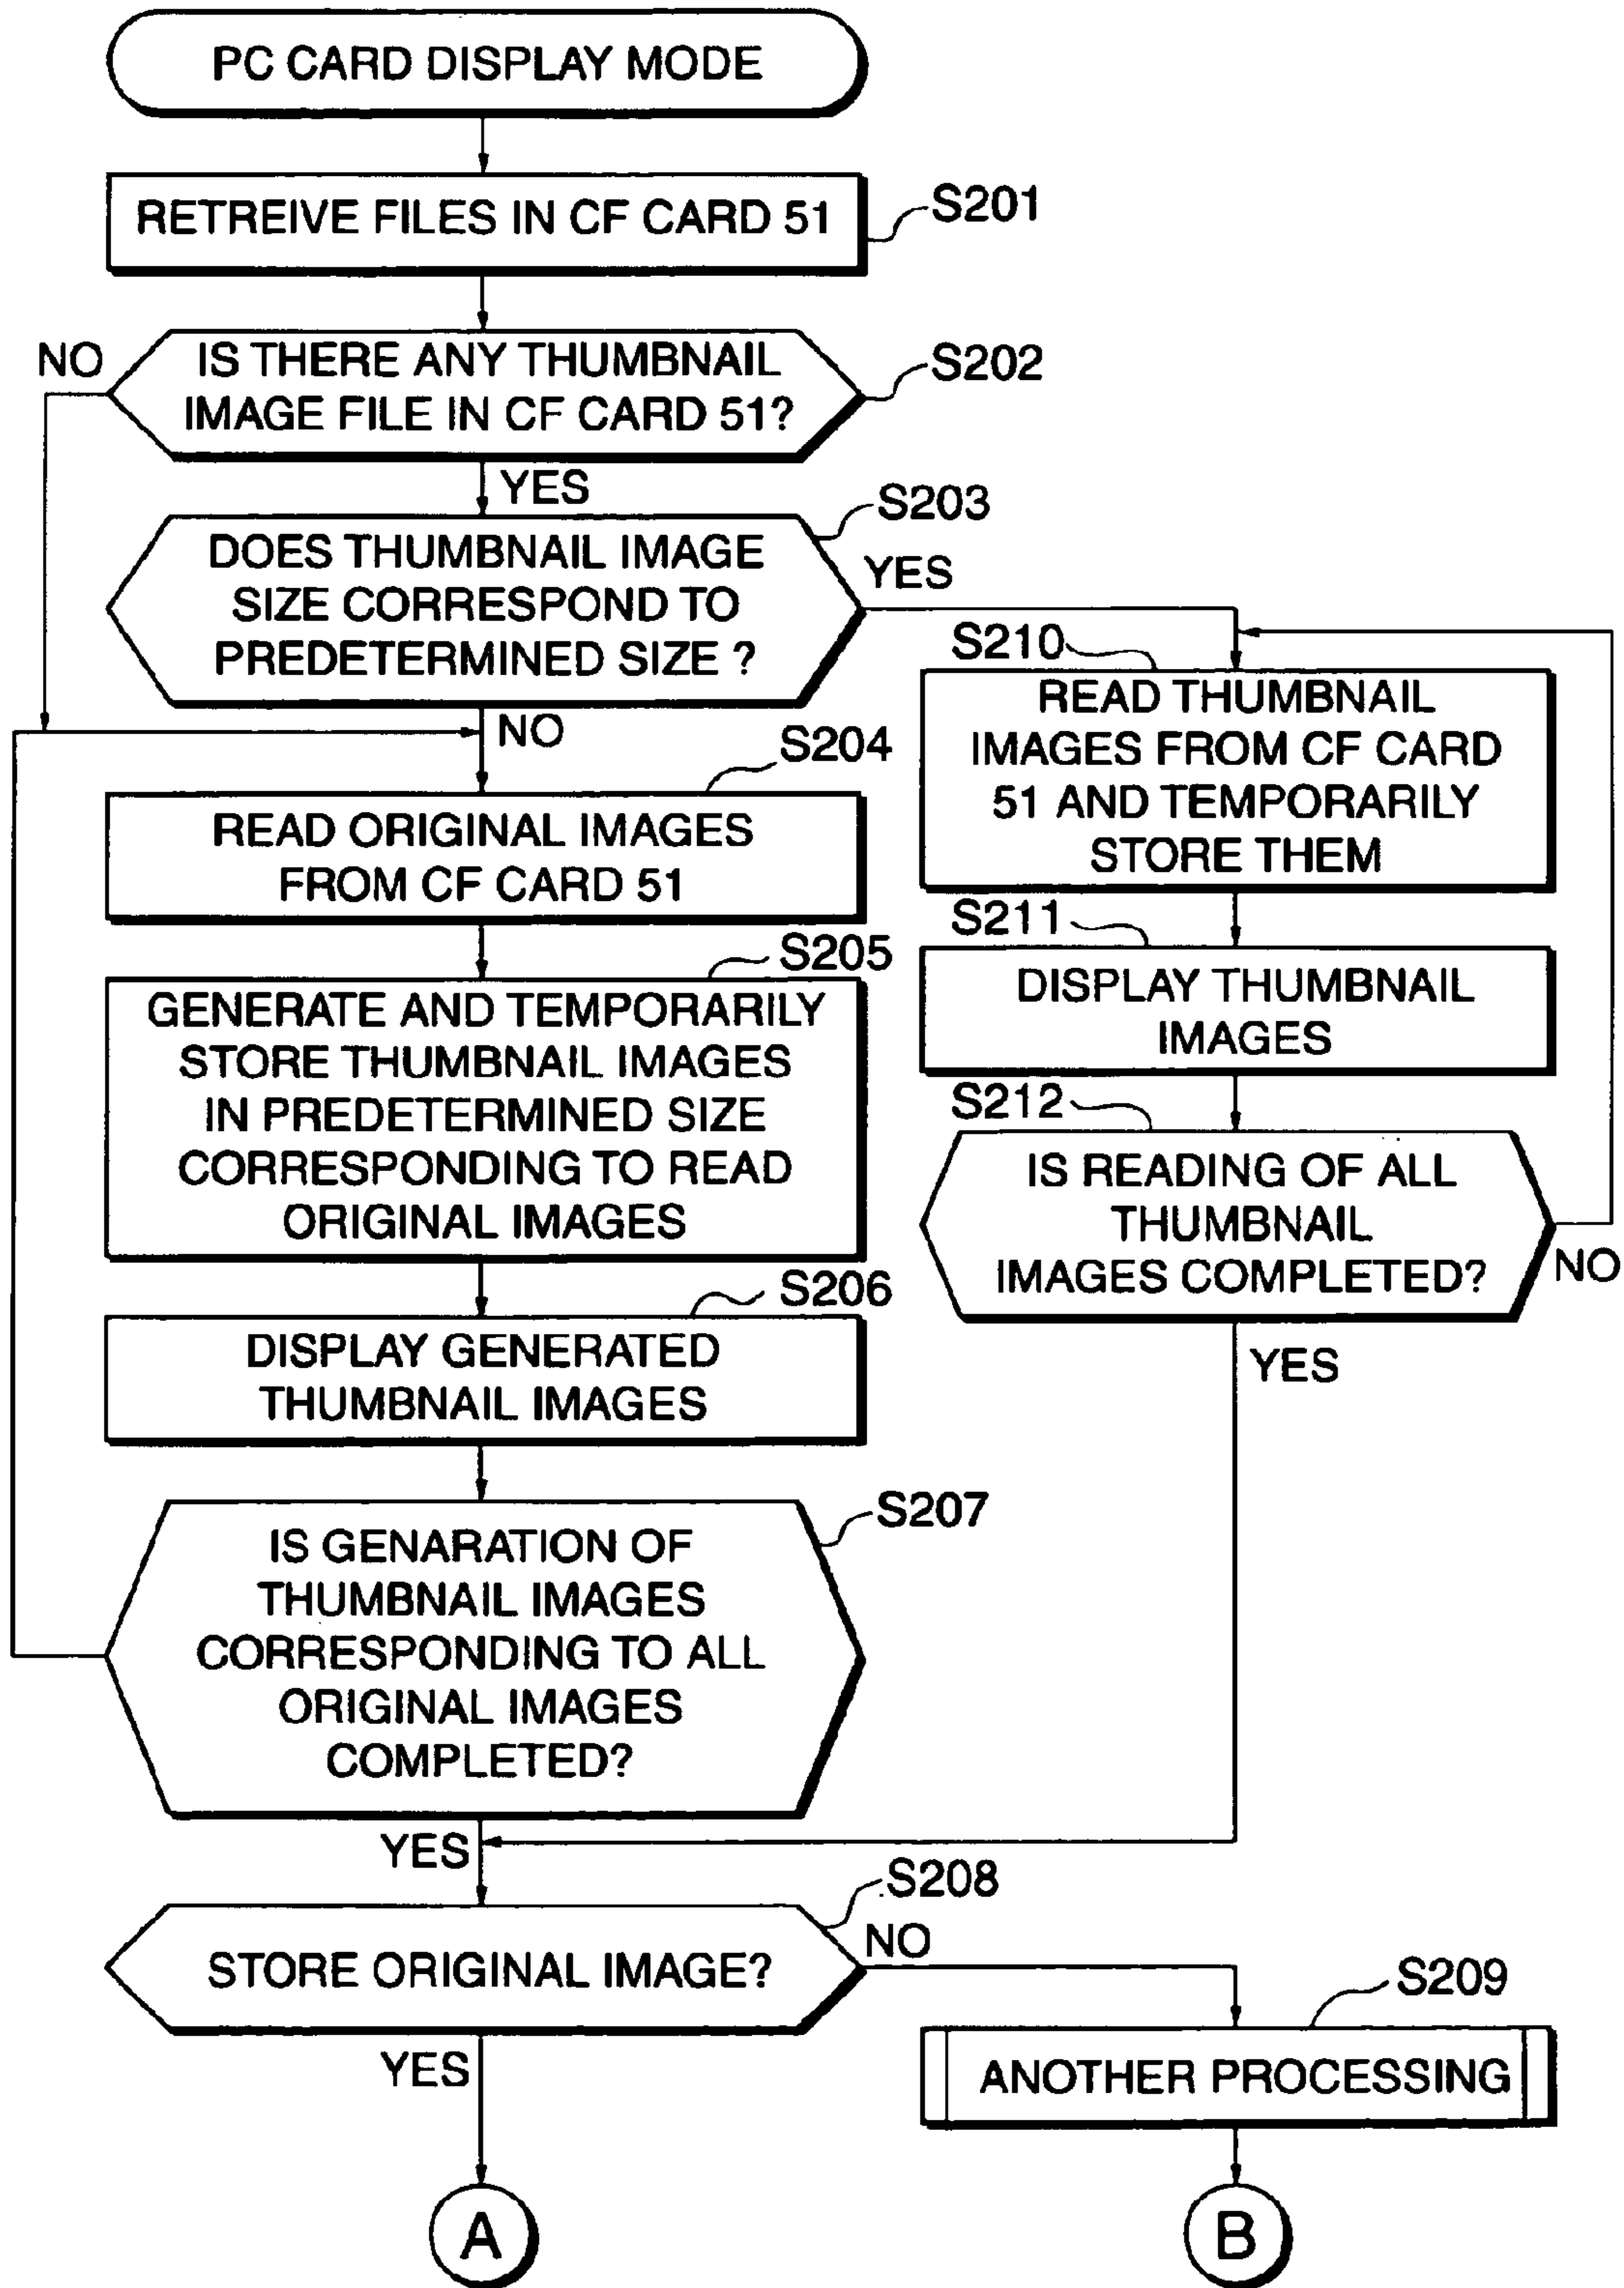 PC CARD DISPLAY MODE
RETREIVE FILES IN CF CARD 51
S201
IS THERE ANY THUMBNAIL
IMAGE FILE IN CF CARD 51?
S202
NO
YES
DOES THUMBNAIL IMAGE
SIZE CORRESPOND TO
PREDETERMINED SIZE ?
S203
YES
NO
S204
READ ORIGINAL IMAGES
FROM CF CARD 51
S205
GENERATE AND TEMPORARILY
STORE THUMBNAIL IMAGES
IN PREDETERMINED SIZE
CORRESPONDING TO READ
ORIGINAL IMAGES
S206
DISPLAY GENERATED
THUMBNAIL IMAGES
S207
IS GENARATION OF
THUMBNAIL IMAGES
CORRESPONDING TO ALL
ORIGINAL IMAGES
COMPLETED?
YES
S210
READ THUMBNAIL
IMAGES FROM CF CARD
51 AND TEMPORARILY
STORE THEM
S211
DISPLAY THUMBNAIL
IMAGES
S212
IS READING OF ALL
THUMBNAIL
IMAGES COMPLETED?
NO
YES
S208
STORE ORIGINAL IMAGE?
NO
YES
S209
ANOTHER PROCESSING
A
B